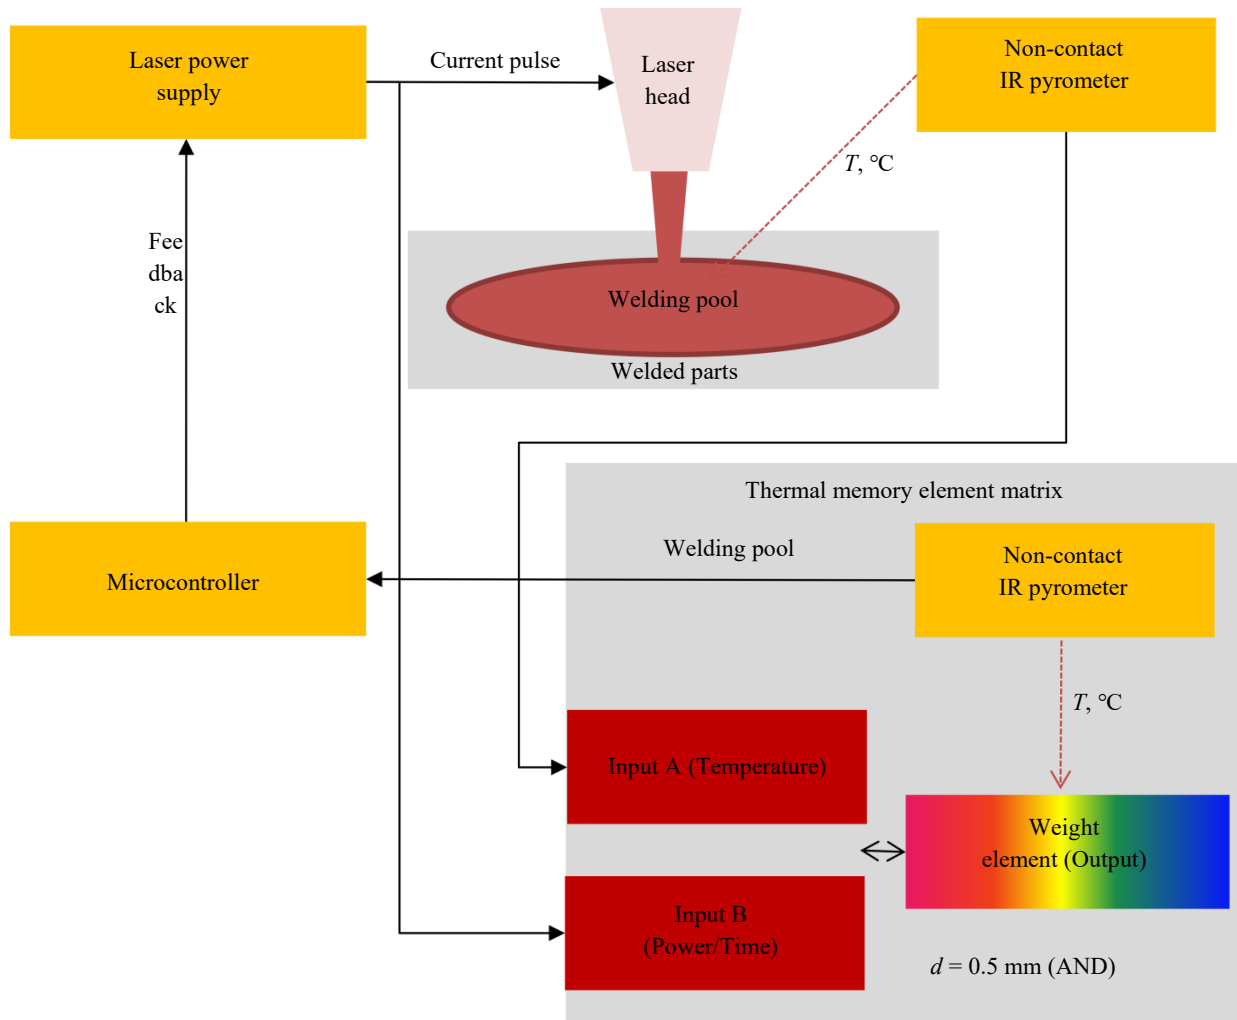 Laser power
supply
Current pulse
Laser
head
Non-contact
IR pyrometer
T, °C
Fee
dba
ck
Welding pool
Welded parts
Thermal memory element matrix
Welding pool
Non-contact
IR pyrometer
Microcontroller
T, °C
Input A (Temperature)
Weight
element (Output)
Input B
(Power/Time)
d = 0.5 mm (AND)